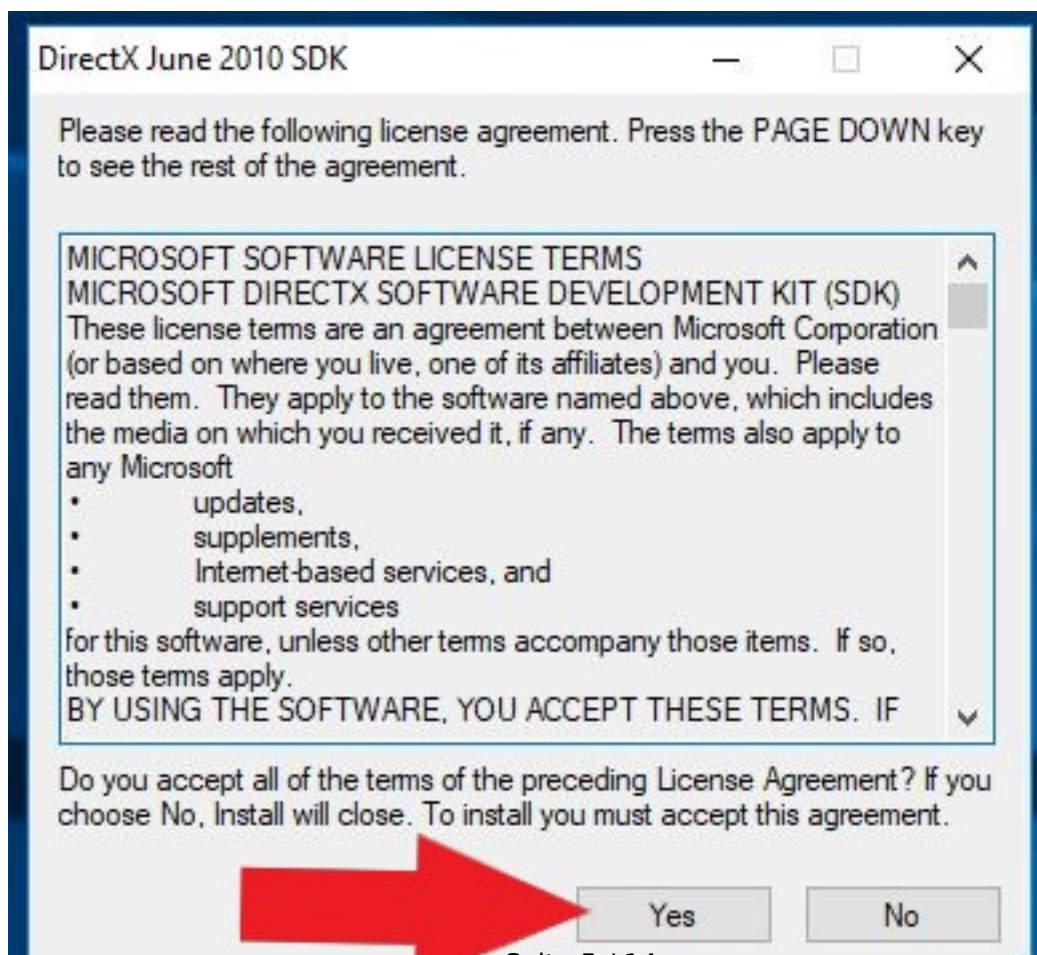 DirectX June 2010 SDK
Please read the following license agreement. Press the PAGE DOWN key
to see the rest of the agreement.
MICROSOFT SOFTWARE LICENSE TERMS
MICROSOFT DIRECTX SOFTWARE DEVELOPMENT KIT (SDK)
These license terms are an agreement between Microsoft Corporation
(or based on where you live, one of its affiliates) and you.  Please
read them.  They apply to the software named above, which includes
the media on which you received it, if any.  The terms also apply to
any Microsoft
• updates,
• supplements,
• Internet-based services, and
• support services
for this software, unless other terms accompany those items.  If so,
those terms apply.
BY USING THE SOFTWARE, YOU ACCEPT THESE TERMS.  IF
Do you accept all of the terms of the preceding License Agreement? If you
choose No, Install will close. To install you must accept this agreement.
Yes
No